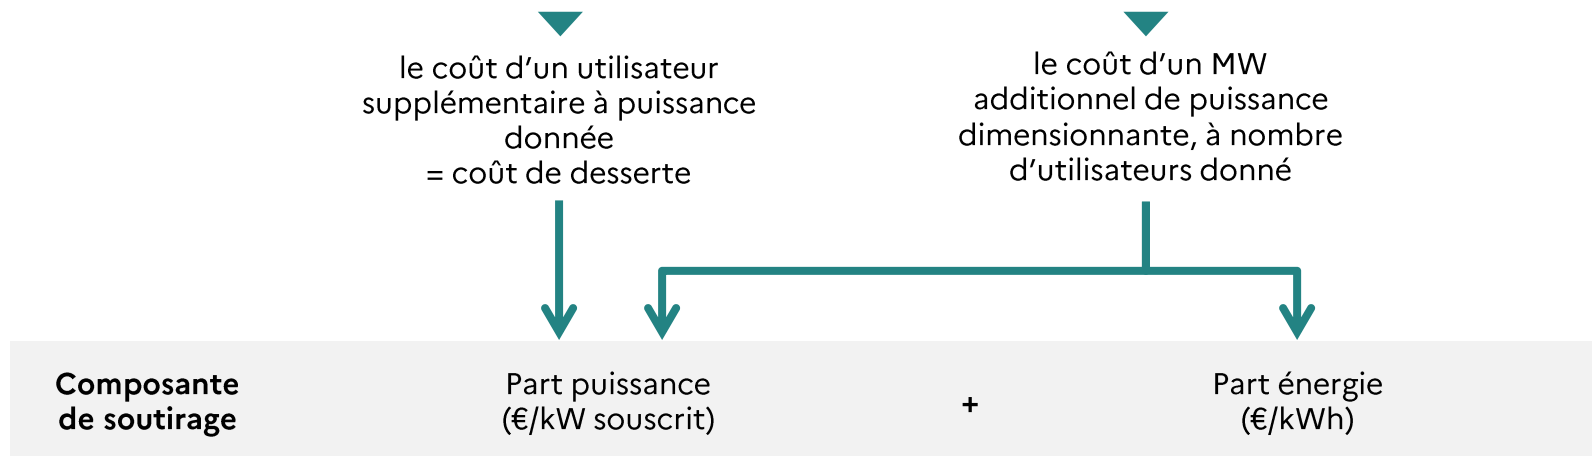 le coût d’un utilisateur
supplémentaire à puissance
donnée
= coût de desserte
le coût d’un MW
additionnel de puissance
dimensionnante, à nombre
d’utilisateurs donné
Composante
de soutirage
Part puissance
(€/kW souscrit)
+
Part énergie
(€/kWh)